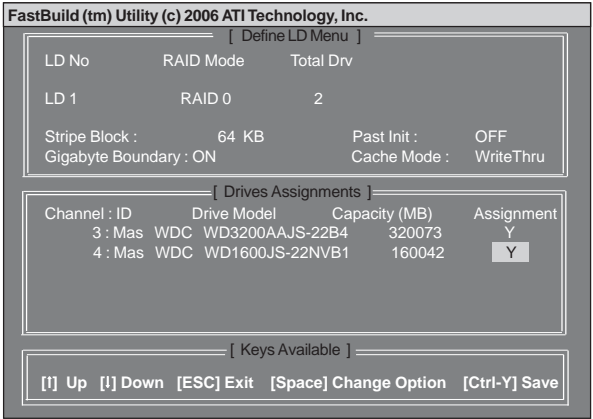 FastBuild (tm) Utility (c) 2006 ATI Technology, Inc.
[ Define LD Menu ]
LD No RAID Mode Total Drv
LD 1 RAID 0 2
Stripe Block : 64 KB Past Init : OFF
Gigabyte Boundary : ON Cache Mode : WriteThru
[ Drives Assignments ]
Channel : ID Drive Model Capacity (MB) Assignment
3 : Mas WDC WD3200AAJS-22B4 320073 Y
4 : Mas WDC WD1600JS-22NVB1 160042 Y
[ Keys Available ]
[↑] Up [↓] Down [ESC] Exit [Space] Change Option [Ctrl-Y] Save